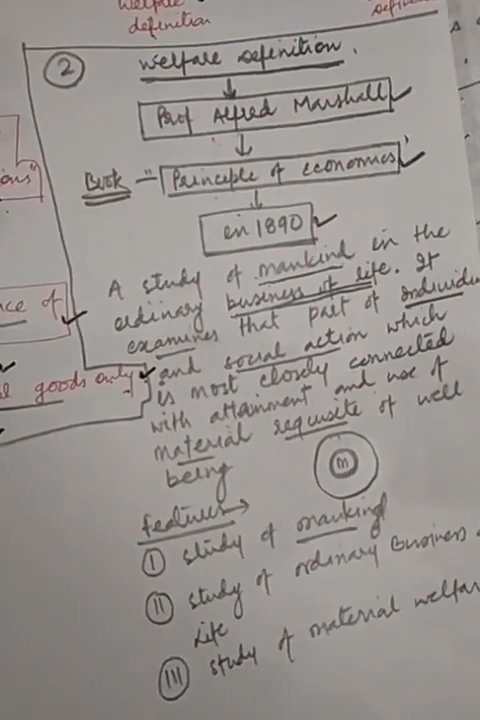 Welfare
definition
② Welfare Definition.
Prof Alfred Marshall
Book - "Principle of economics"
in 1890
A study of mankind in the
ordinary business of life. It
examines that part of individu
and social action which
is most closely connected
with attainment and use of
material requisite of well
being
m
features →
(I) study of mankind
(II) study of ordinary Business
Life
(III) study of material welfar
ons"
nce of
goods only